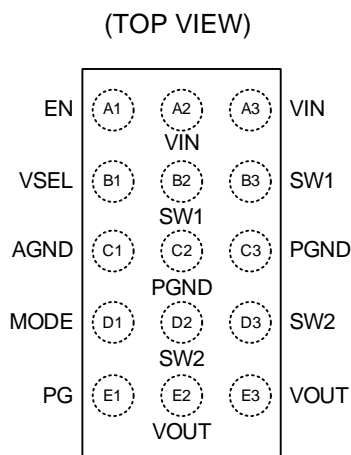 (TOP VIEW)
EN A1 A2 A3 VIN
VIN
VSEL B1 B2 B3 SW1
SW1
AGND C1 C2 C3 PGND
PGND
MODE D1 D2 D3 SW2
SW2
PG E1 E2 E3 VOUT
VOUT